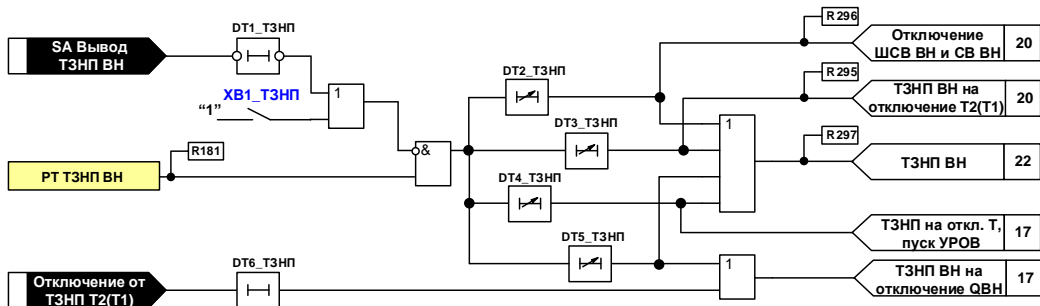 DT1_ТЗНП
R296
SA Вывод
ТЗНП ВН
Отключение
ШСВ ВН и СВ ВН
20
DT2_ТЗНП
R295
XB1_ТЗНП
1
“1”
ТЗНП ВН на
отключение Т2(Т1)
20
DT3_ТЗНП
1
R297
R181
&
РТ ТЗНП ВН
ТЗНП ВН
22
DT4_ТЗНП
ТЗНП на откл. Т,
пуск УРОВ
17
DT5_ТЗНП
DT6_ТЗНП
1
Отключение от
ТЗНП Т2(Т1)
ТЗНП ВН на
отключение QВН
17